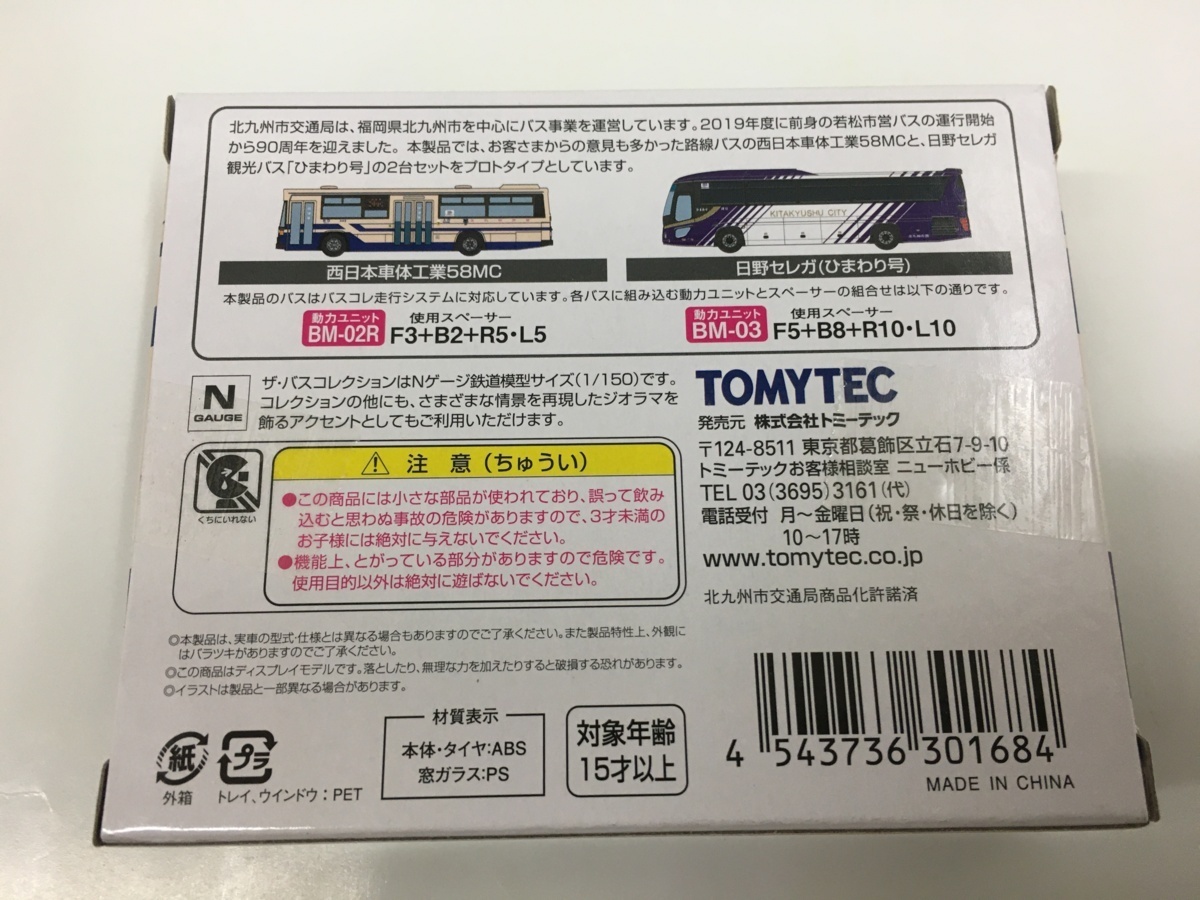 北九州市交通局は、福岡県北九州市を中心にバス事業を運営しています。2019年度に前身の若松市営バスの運行開始
から90周年を迎えました。本製品では、お客さまからの意見も多かった路線バスの西日本車体工業58MCと、日野セレガ
観光バス「ひまわり号」の2台セットをプロトタイプとしています。
KITAKYUSHU CITY
西日本車体工業58MC
日野セレガ(ひまわり号)
本製品のバスはバスコレ走行システムに対応しています。各バスに組み込む動力ユニットとスペーサーの組合せは以下の通りです。
動力ユニット 使用スペーサー
BM-02R F3+B2+R5・L5
動力ユニット 使用スペーサー
BM-03 F5+B8+R10・L10
N
GAUGE
ザ・バスコレクションはNゲージ鉄道模型サイズ(1/150)です。
コレクションの他にも、さまざまな情景を再現したジオラマを
飾るアクセントとしてもご利用いただけます。
TOMYTEC
発売元 株式会社トミーテック
〒124-8511 東京都葛飾区立石7-9-10
トミーテックお客様相談室 ニューホビー係
TEL 03(3695)3161(代)
電話受付 月〜金曜日(祝・祭・休日を除く)
10〜17時
www.tomytec.co.jp
北九州市交通局商品化許諾済
くちにいれない
注 意(ちゅうい)
●この商品には小さな部品が使われており、誤って飲み
込むと思わぬ事故の危険がありますので、3才未満の
お子様には絶対に与えないでください。
●機能上、とがっている部分がありますので危険です。
使用目的以外は絶対に遊ばないでください。
◎本製品は、実車の型式・仕様とは異なる場合もありますのでご了承ください。また製品特性上、外観に
はバラツキがありますのでご了承ください。
◎この商品はディスプレイモデルです。落としたり、無理な力を加えたりすると破損する恐れがあります。
◎イラストは製品と一部異なる場合があります。
紙
外箱
プラ
トレイ、ウインドウ:PET
材質表示
本体・タイヤ:ABS
窓ガラス:PS
対象年齢
15才以上
4 543736 301684
MADE IN CHINA